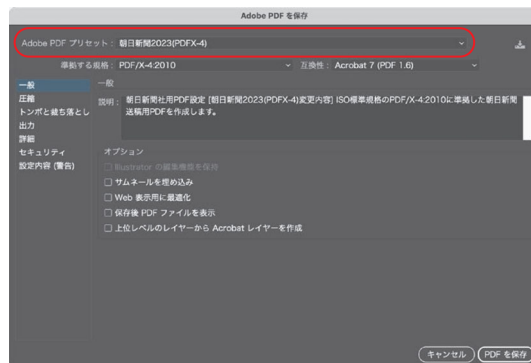 Adobe PDF を保存
Adobe PDF プリセット： 朝日新聞2023(PDFX-4)
準拠する規格： PDF/X-4:2010 互換性： Acrobat 7 (PDF 1.6)
一般
圧縮
トンボと裁ち落とし
出力
詳細
セキュリティ
設定内容 (警告)
一般
説明： 朝日新聞社用PDF設定 [朝日新聞2023(PDFX-4)変更内容] ISO標準規格のPDF/X-4:2010に準拠した朝日新聞
送稿用PDFを作成します。
オプション
Illustrator の編集機能を保持
サムネールを埋め込み
Web 表示用に最適化
保存後 PDF ファイルを表示
上位レベルのレイヤーから Acrobat レイヤーを作成
キャンセル PDF を保存